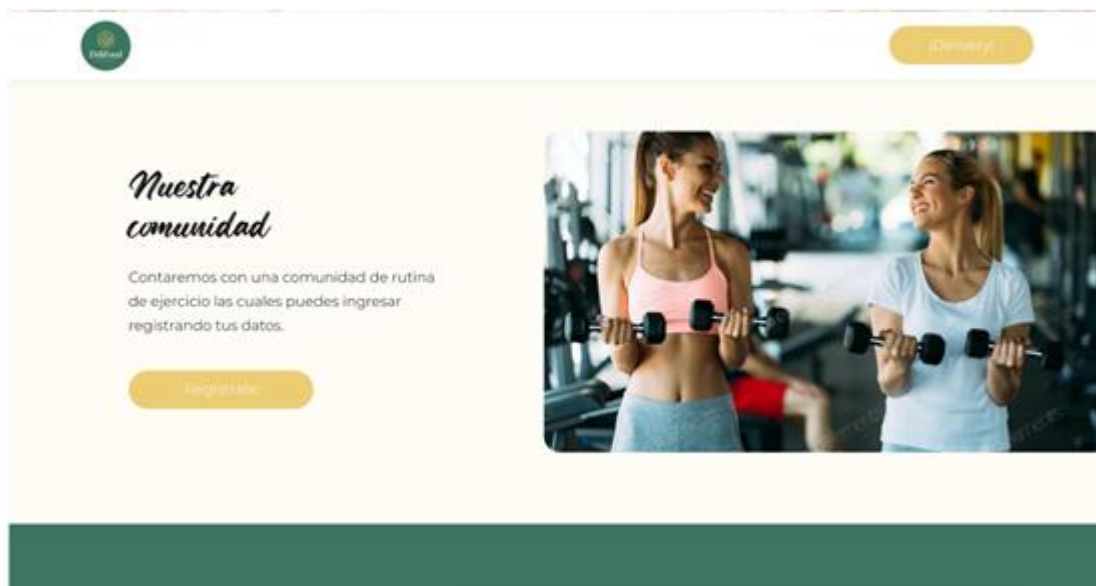 ¡Delivery!
Nuestra
comunidad
Contaremos con una comunidad de rutina
de ejercicio las cuales puedes ingresar
registrando tus datos.
Regístrate